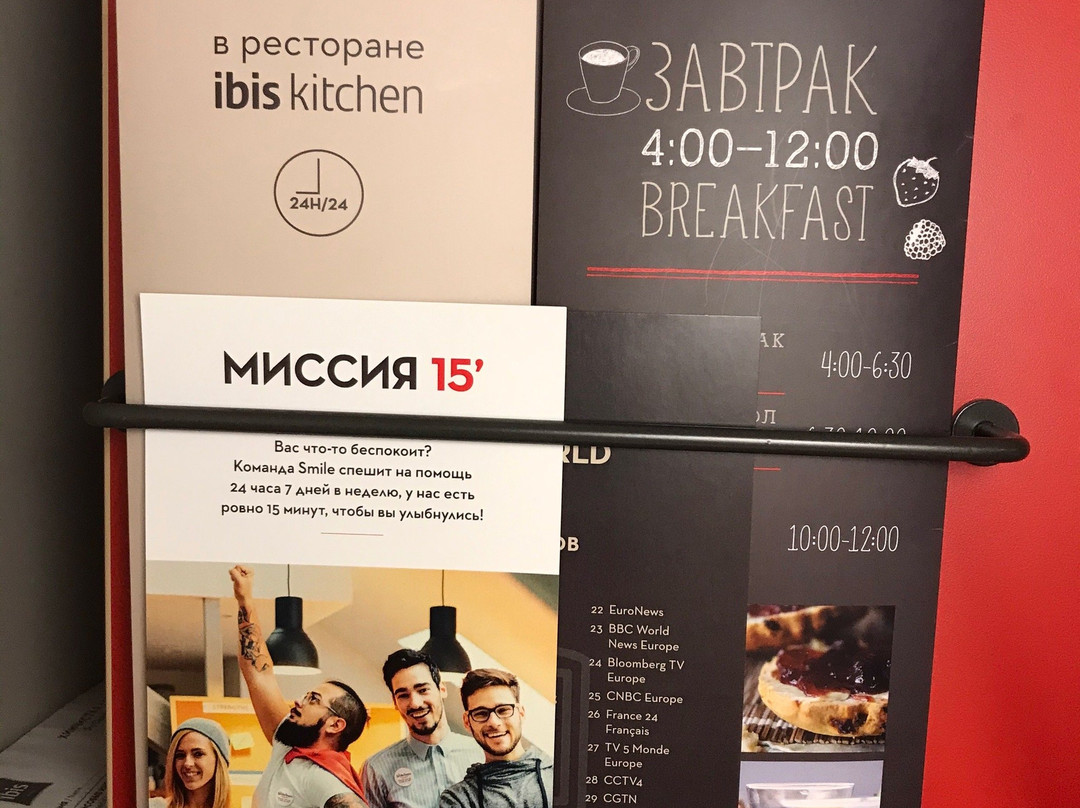 в ресторане
ibis kitchen
24H/24
ЗАВТРАК
4:00–12:00
BREAKFAST
4:00-6:30
10:00-12:00
МИССИЯ 15’
Вас что-то беспокоит?
Команда Smile спешит на помощь
24 часа 7 дней в неделю, у нас есть
ровно 15 минут, чтобы вы улыбнулись!
22 EuroNews
23 BBC World
News Europe
24 Bloomberg TV
Europe
25 CNBC Europe
26 France 24
Français
27 TV 5 Monde
Europe
28 CCTV4
29 CGTN
ibis